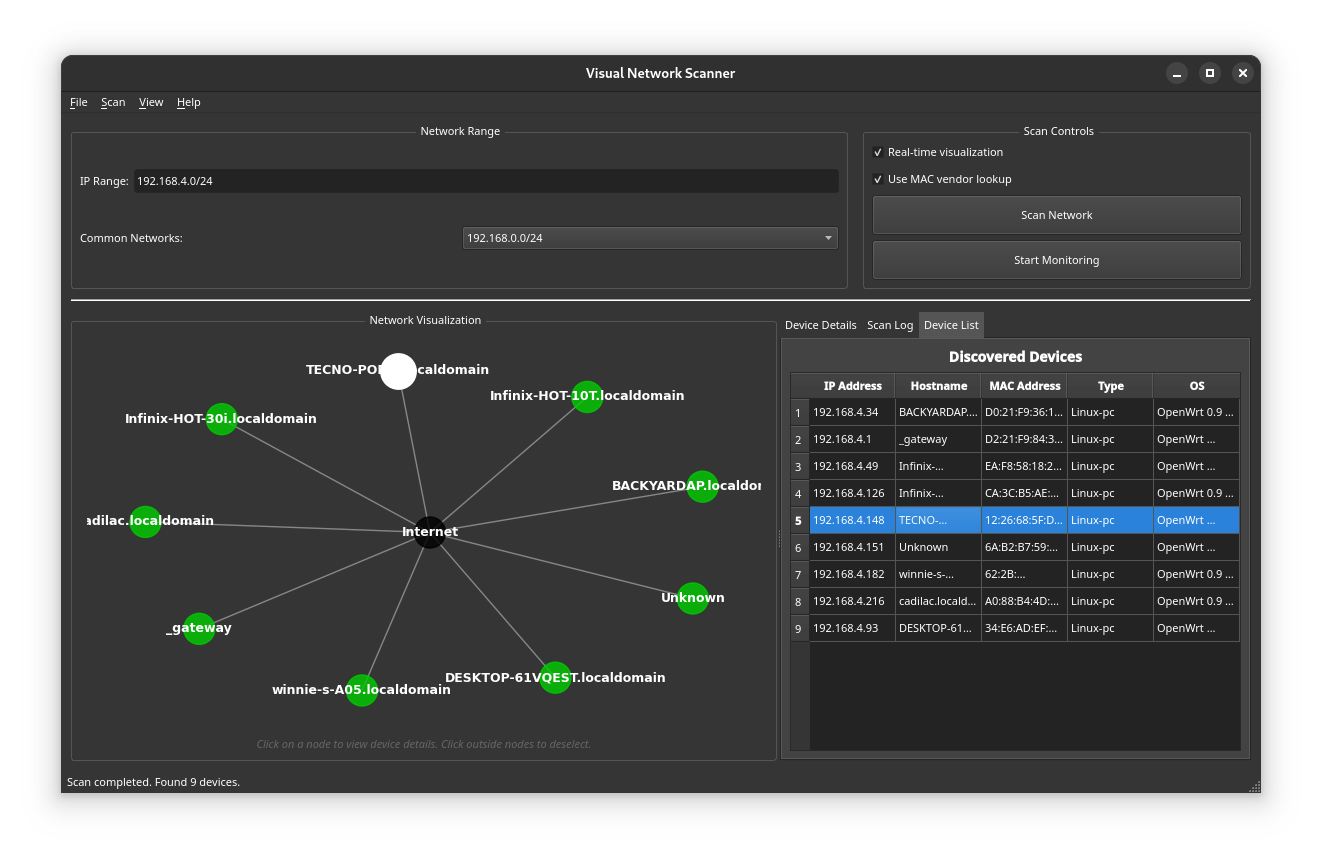 Visual Network Scanner
File Scan View Help
Network Range
IP Range: 192.168.4.0/24
Common Networks: 192.168.0.0/24
Scan Controls
Real-time visualization
Use MAC vendor lookup
Scan Network
Start Monitoring
Network Visualization
TECNO-PO caldomain
Infinix-HOT-10T.localdomain
Infinix-HOT-30i.localdomain
BACKYARDAP.localdo
adilac.localdomain
Internet
Unknown
_gateway
DESKTOP-61VQEST.localdomain
winnie-s-A05.localdomain
Click on a node to view device details. Click outside nodes to deselect.
Device Details Scan Log Device List
Discovered Devices
IP Address Hostname MAC Address Type OS
1 192.168.4.34 BACKYARDAP.... D0:21:F9:36:1... Linux-pc OpenWrt 0.9 ...
2 192.168.4.1 _gateway D2:21:F9:84:3... Linux-pc OpenWrt ...
3 192.168.4.49 Infinix-... EA:F8:58:18:2... Linux-pc OpenWrt ...
4 192.168.4.126 Infinix-... CA:3C:B5:AE:... Linux-pc OpenWrt 0.9 ...
5 192.168.4.148 TECNO-... 12:26:68:5F:D... Linux-pc OpenWrt ...
6 192.168.4.151 Unknown 6A:B2:B7:59:... Linux-pc OpenWrt ...
7 192.168.4.182 winnie-s-... 62:2B:... Linux-pc OpenWrt 0.9 ...
8 192.168.4.216 cadilac.locald... A0:88:B4:4D:... Linux-pc OpenWrt 0.9 ...
9 192.168.4.93 DESKTOP-61... 34:E6:AD:EF:... Linux-pc OpenWrt ...
Scan completed. Found 9 devices.